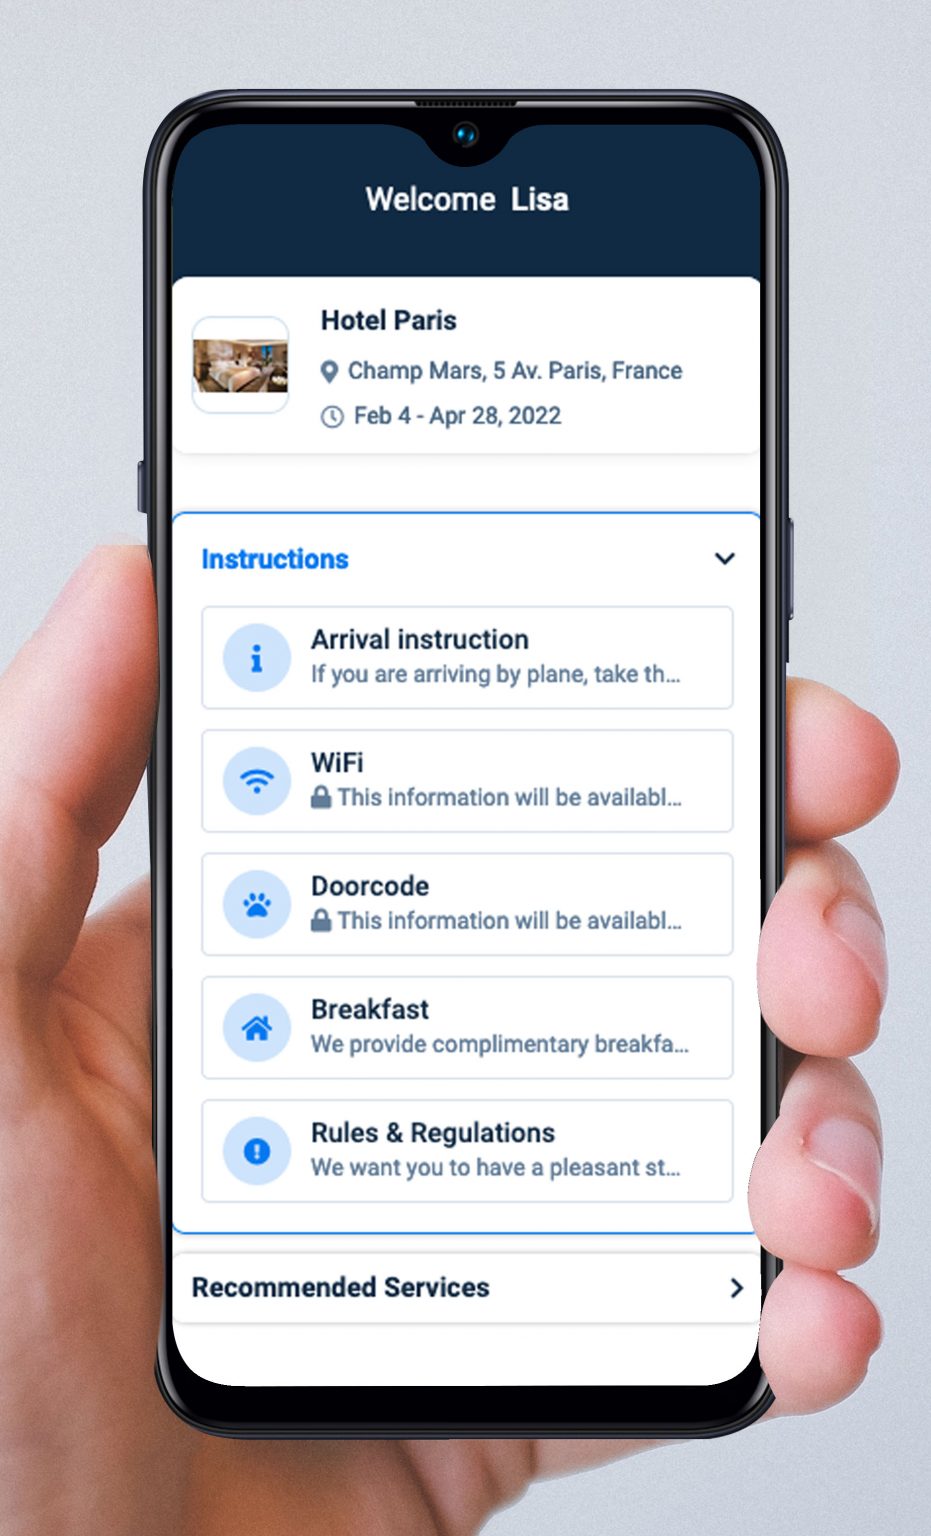 Welcome Lisa
Hotel Paris
Champ Mars, 5 Av. Paris, France
Feb 4 - Apr 28, 2022
Instructions
Arrival instruction
If you are arriving by plane, take th...
WiFi
This information will be availabl...
Doorcode
This information will be availabl...
Breakfast
We provide complimentary breakfa...
Rules & Regulations
We want you to have a pleasant st...
Recommended Services